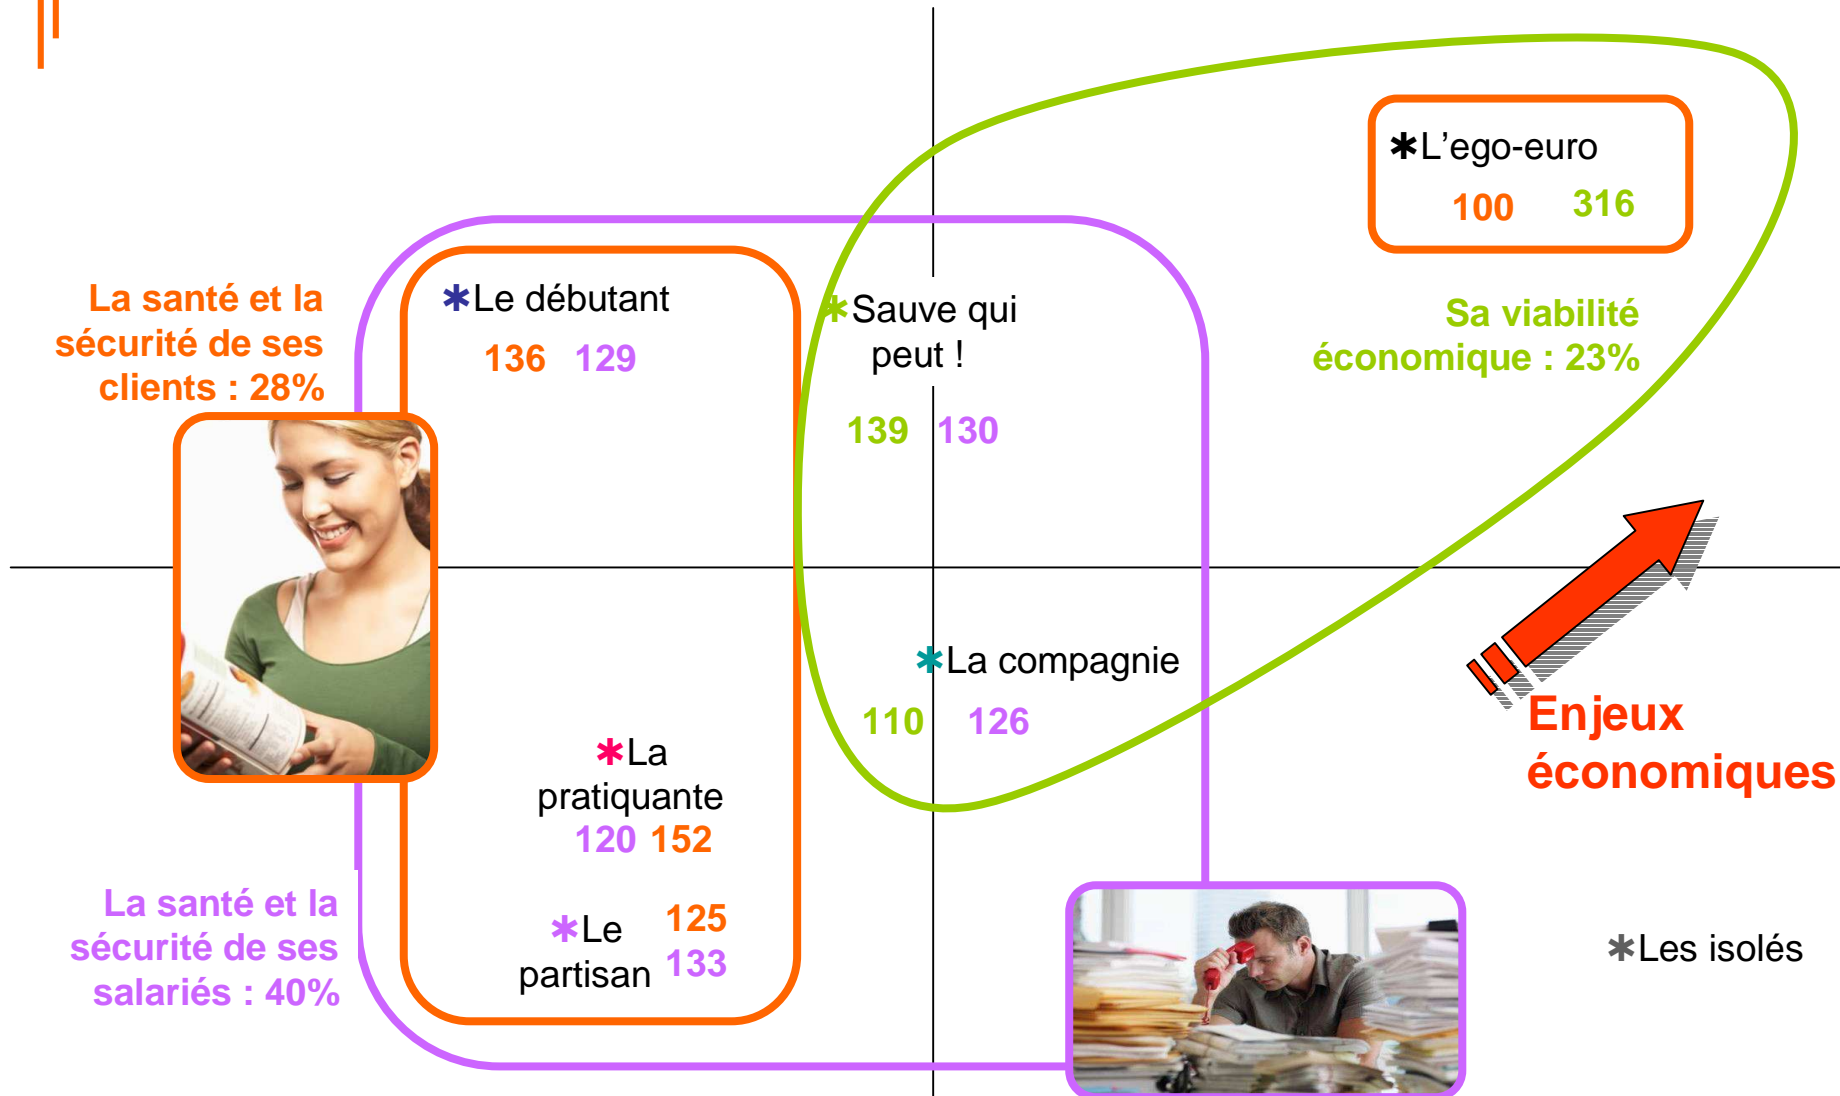 ✱L’ego-euro
100 316
La santé et la
sécurité de ses
clients : 28%
✱Le débutant
136 129
✱Sauve qui
peut !
139 130
Sa viabilité
économique : 23%
✱La compagnie
110 126
Enjeux
économiques
✱La
pratiquante
120 152
La santé et la
sécurité de ses
salariés : 40%
✱Le
partisan
125
133
✱Les isolés